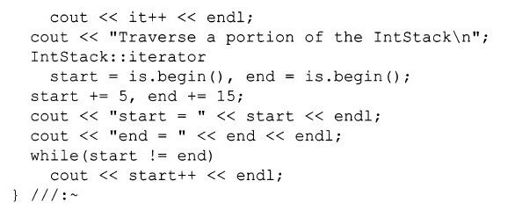 cout << it++ << endl;
cout << "Traverse a portion of the IntStack\n";
IntStack::iterator
start = is.begin(), end = is.begin();
start += 5, end += 15;
cout << "start = " << start << endl;
cout << "end = " << end << endl;
while(start != end)
cout << start++ << endl;
} ///:~